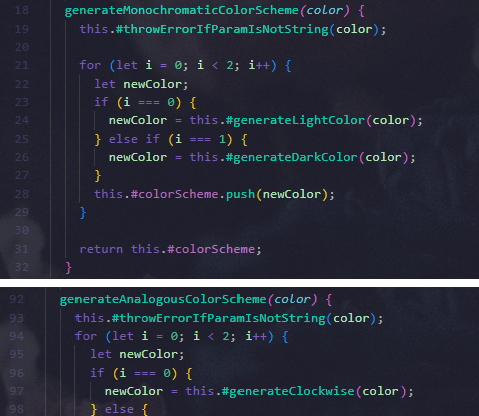 18 generateMonochromaticColorScheme(color) {
19 this.#throwErrorIfParamIsNotString(color);
20
21 for (let i = 0; i < 2; i++) {
22 let newColor;
23 if (i === 0) {
24 newColor = this.#generateLightColor(color);
25 } else if (i === 1) {
26 newColor = this.#generateDarkColor(color);
27 }
28 this.#colorScheme.push(newColor);
29 }
30
31 return this.#colorScheme;
32 }
92 generateAnalogousColorScheme(color) {
93 this.#throwErrorIfParamIsNotString(color);
94 for (let i = 0; i < 2; i++) {
95 let newColor;
96 if (i === 0) {
97 newColor = this.#generateClockwise(color);
98 } else {